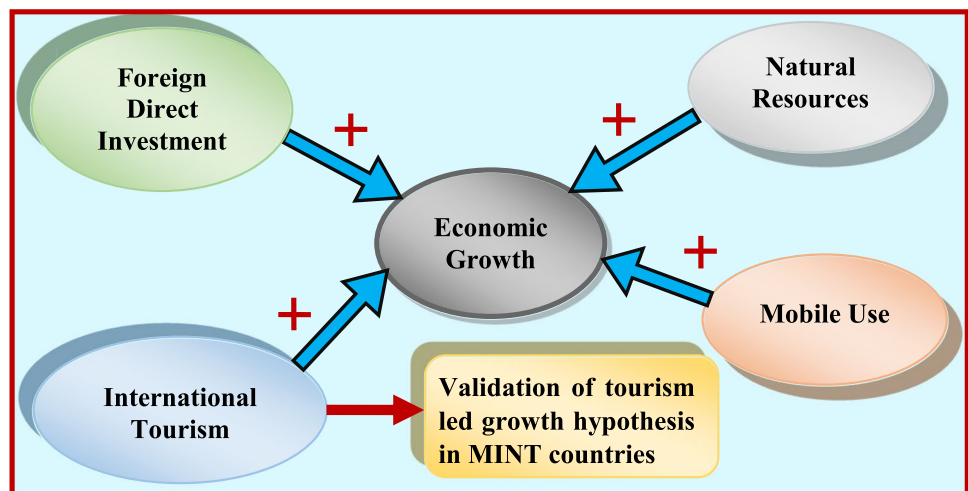 Foreign
Direct
Investment
+
Natural
Resources
+
Economic
Growth
+
Mobile Use
+
International
Tourism
Validation of tourism
led growth hypothesis
in MINT countries